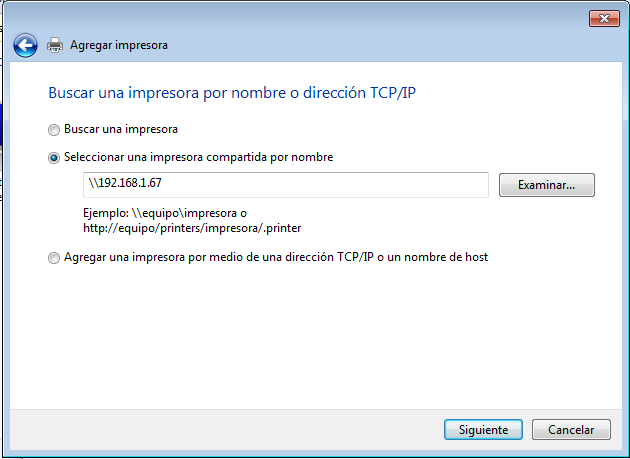 Agregar impresora
Buscar una impresora por nombre o dirección TCP/IP
Buscar una impresora
Seleccionar una impresora compartida por nombre
\\192.168.1.67
Examinar...
Ejemplo: \\equipo\impresora o
http://equipo/printers/impresora/.printer
Agregar una impresora por medio de una dirección TCP/IP o un nombre de host
Siguiente
Cancelar